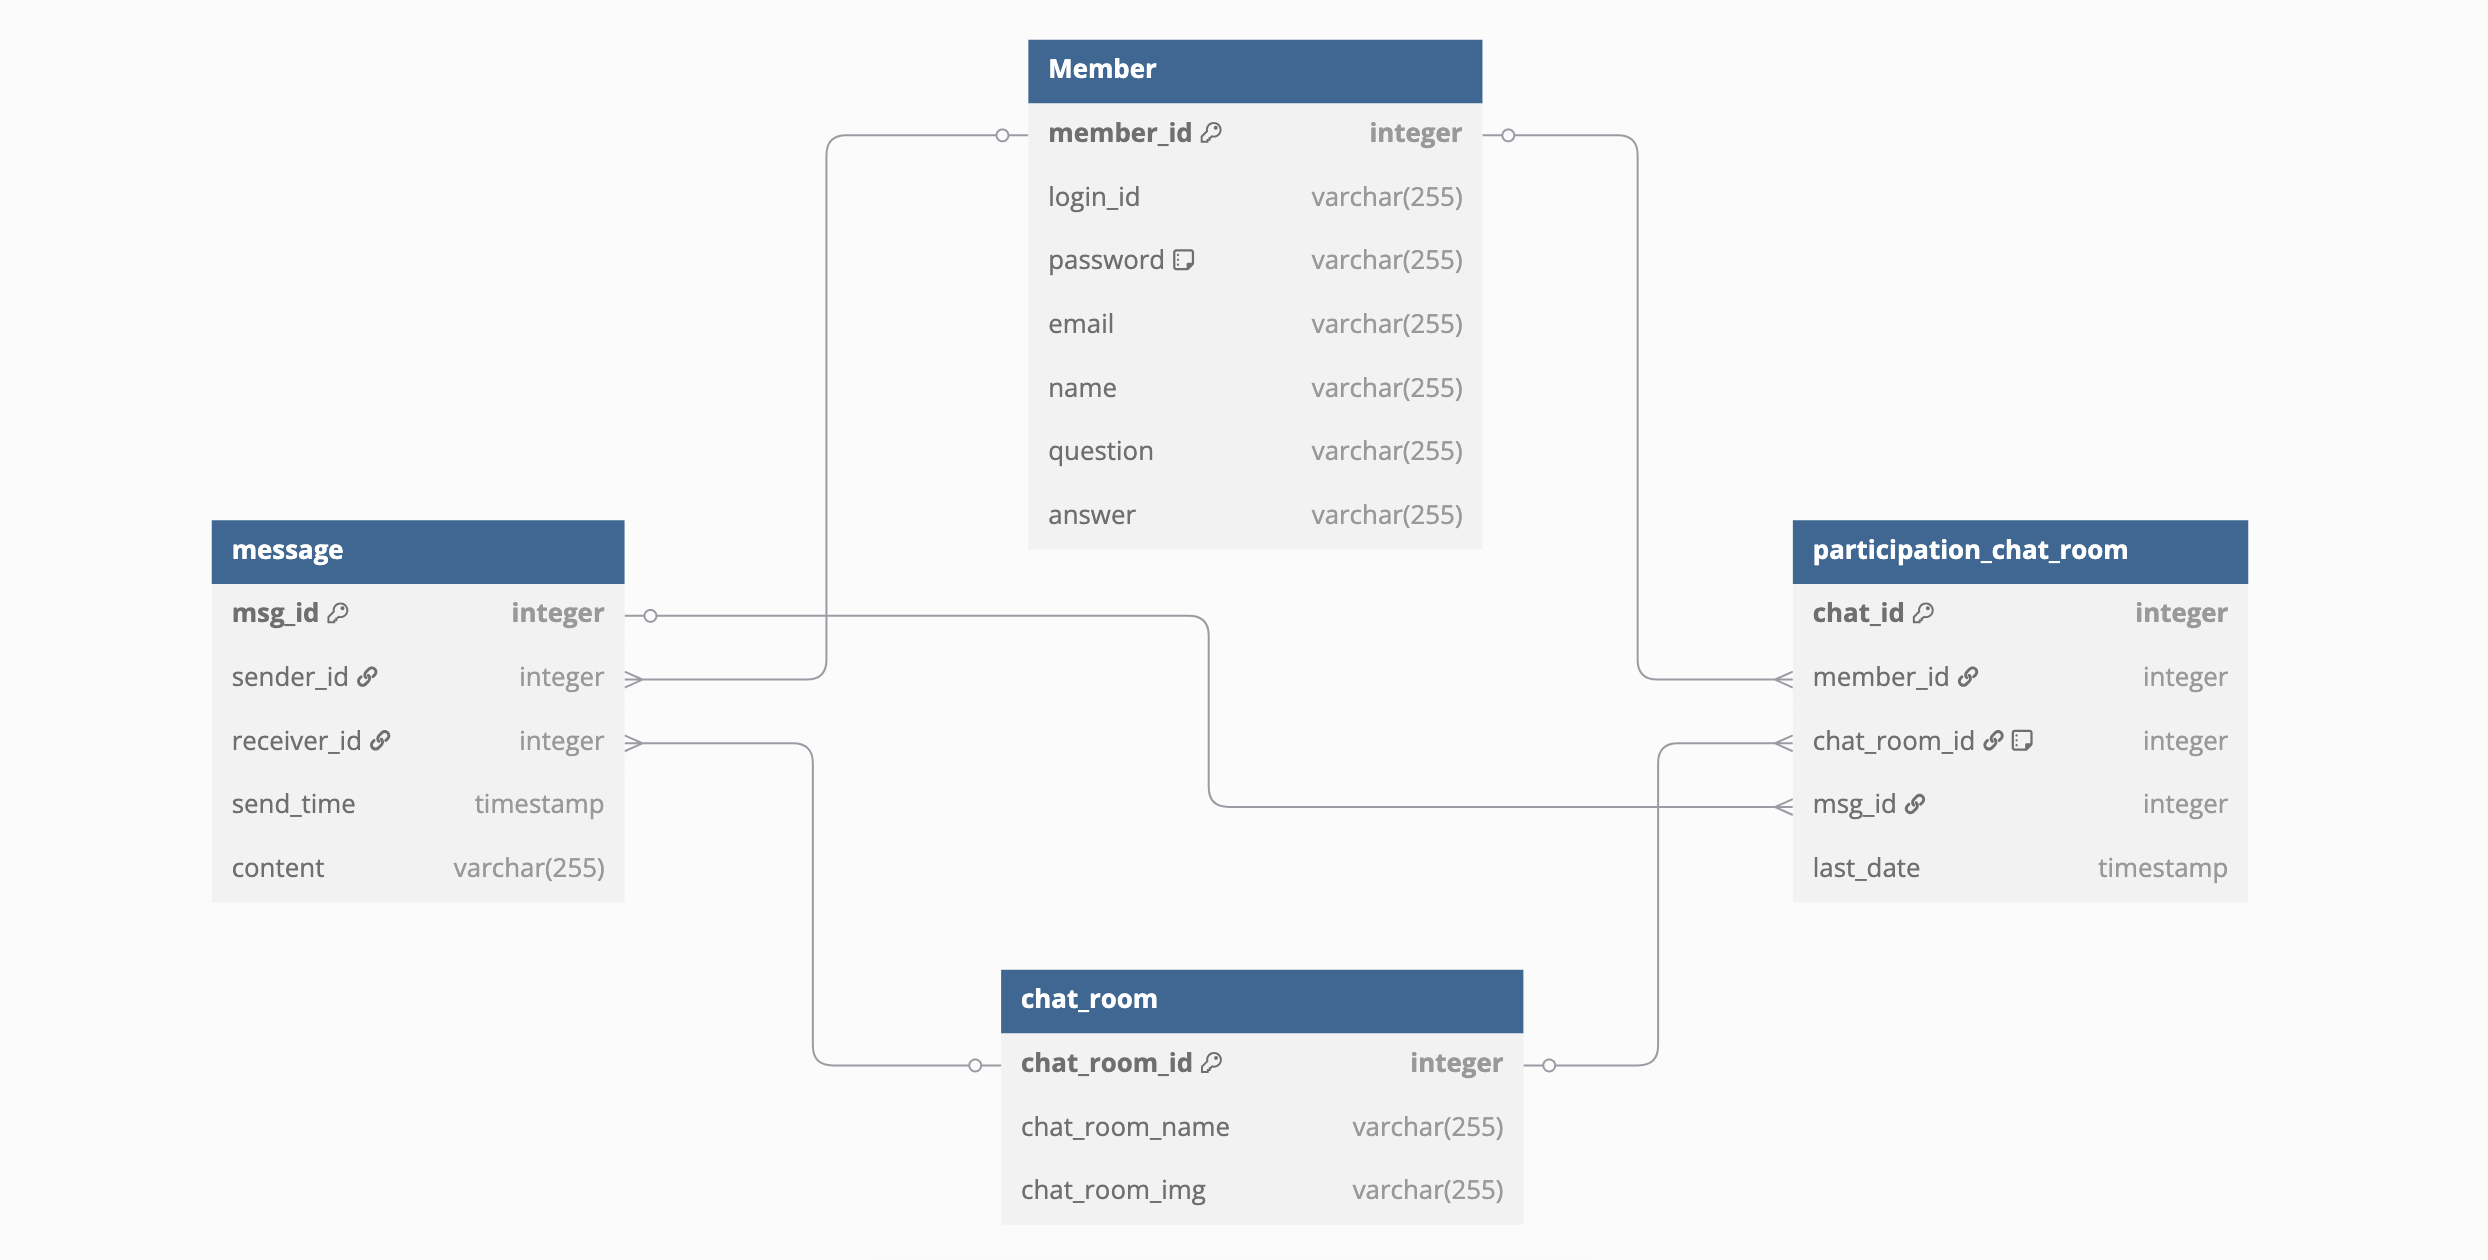 Member
member_id integer
login_id varchar(255)
password varchar(255)
email varchar(255)
name varchar(255)
question varchar(255)
answer varchar(255)
message
msg_id integer
sender_id integer
receiver_id integer
send_time timestamp
content varchar(255)
participation_chat_room
chat_id integer
member_id integer
chat_room_id integer
msg_id integer
last_date timestamp
chat_room
chat_room_id integer
chat_room_name varchar(255)
chat_room_img varchar(255)